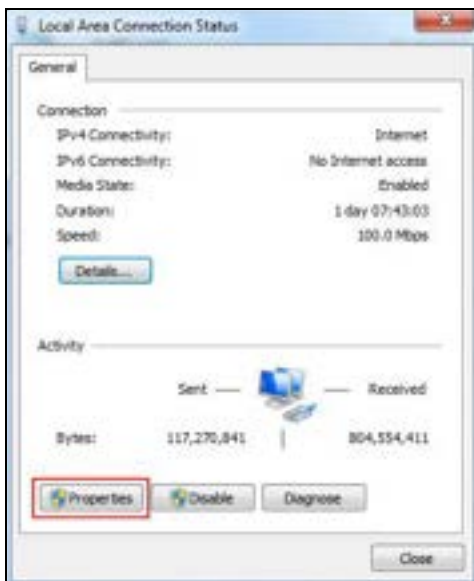 Local Area Connection Status
General
Connection
IPv4 Connectivity: Internet
IPv6 Connectivity: No Internet access
Media State: Enabled
Duration: 1 day 07:43:03
Speed: 100.0 Mbps
Details...
Activity
Sent Received
Bytes: 117,270,841 804,554,411
Properties Disable Diagnose
Close